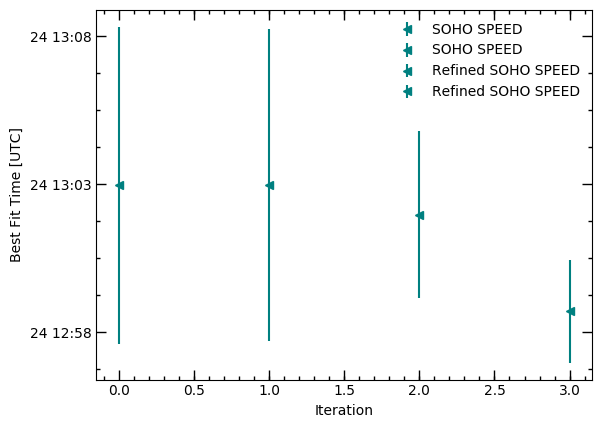 24 13:08
24 13:03
24 12:58
Best Fit Time [UTC]
SOHO SPEED
SOHO SPEED
Refined SOHO SPEED
Refined SOHO SPEED
0.0 0.5 1.0 1.5 2.0 2.5 3.0
Iteration